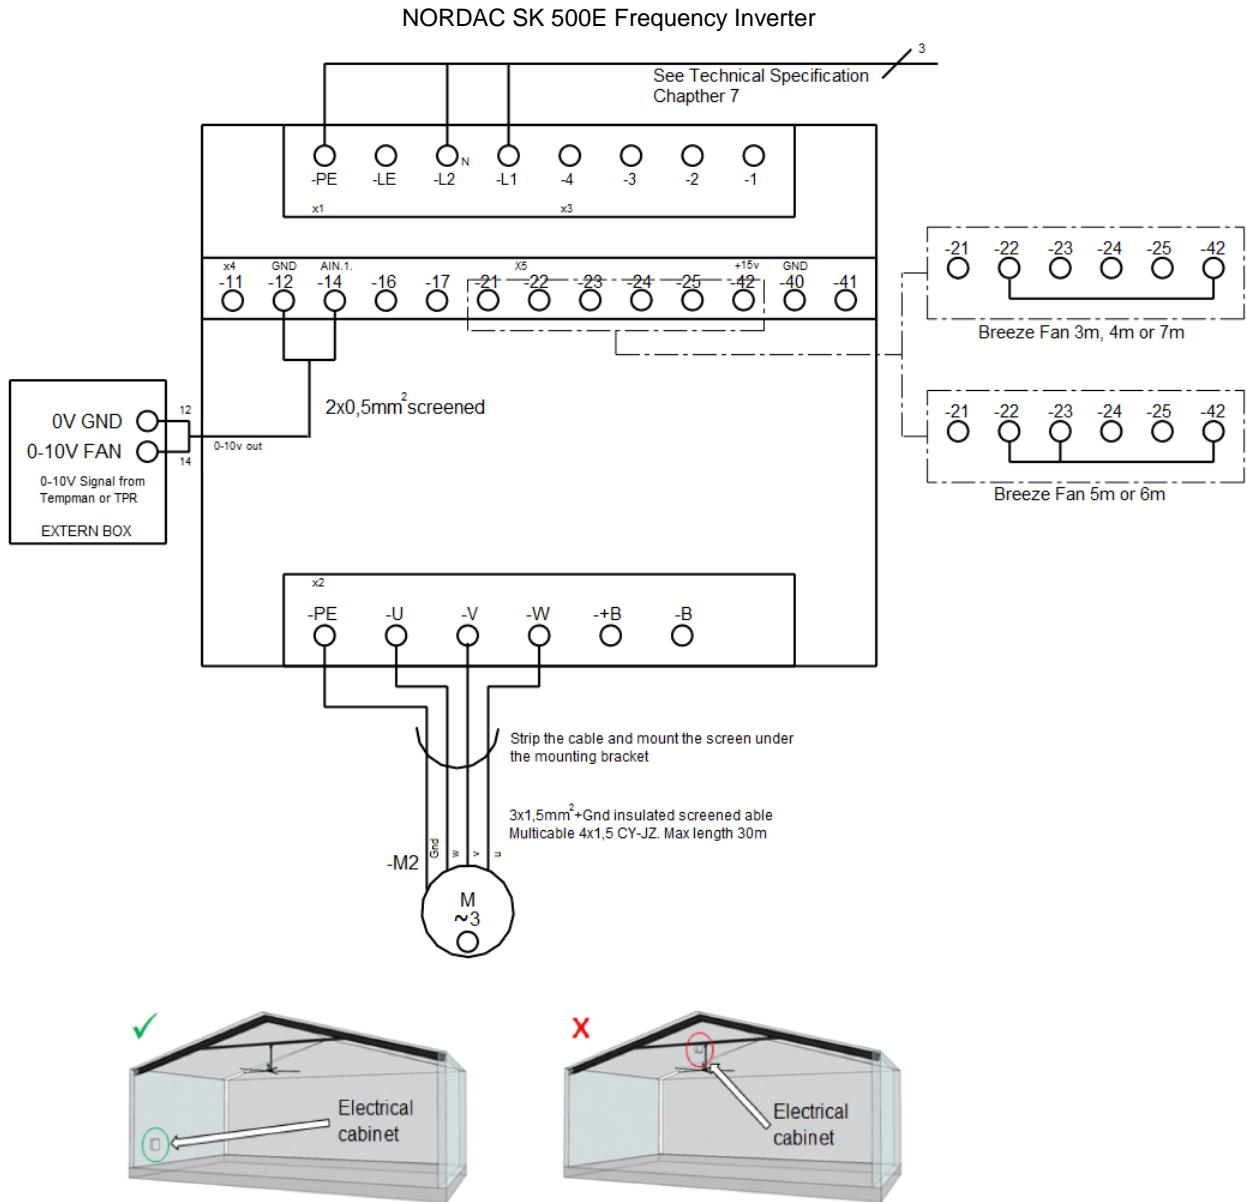 NORDAC SK 500E Frequency Inverter
3
See Technical Specification
Chapther 7
N
-PE -LE -L2 -L1 -4 -3 -2 -1
x1 x3
x4 GND AIN.1. X5 +15v GND
-11 -12 -14 -16 -17 -21 -22 -23 -24 -25 -42 -40 -41
-21 -22 -23 -24 -25 -42
Breeze Fan 3m, 4m or 7m
-21 -22 -23 -24 -25 -42
Breeze Fan 5m or 6m
2x0,5mm2 screened
0V GND 12
0-10V FAN 14
0-10v out
0-10V Signal from
Tempman or TPR
EXTERN BOX
x2
-PE -U -V -W -+B -B
Strip the cable and mount the screen under
the mounting bracket
3x1,5mm2+Gnd insulated screened able
Multicable 4x1,5 CY-JZ. Max length 30m
-M2 Gnd w v u
M
~3
Electrical
cabinet
X
Electrical
cabinet